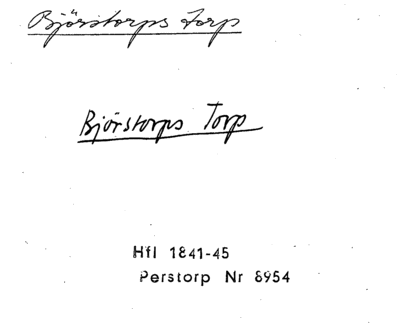 Björstorps Torp
Björstorps Torp
Hfl 1841-45
Perstorp Nr 8954